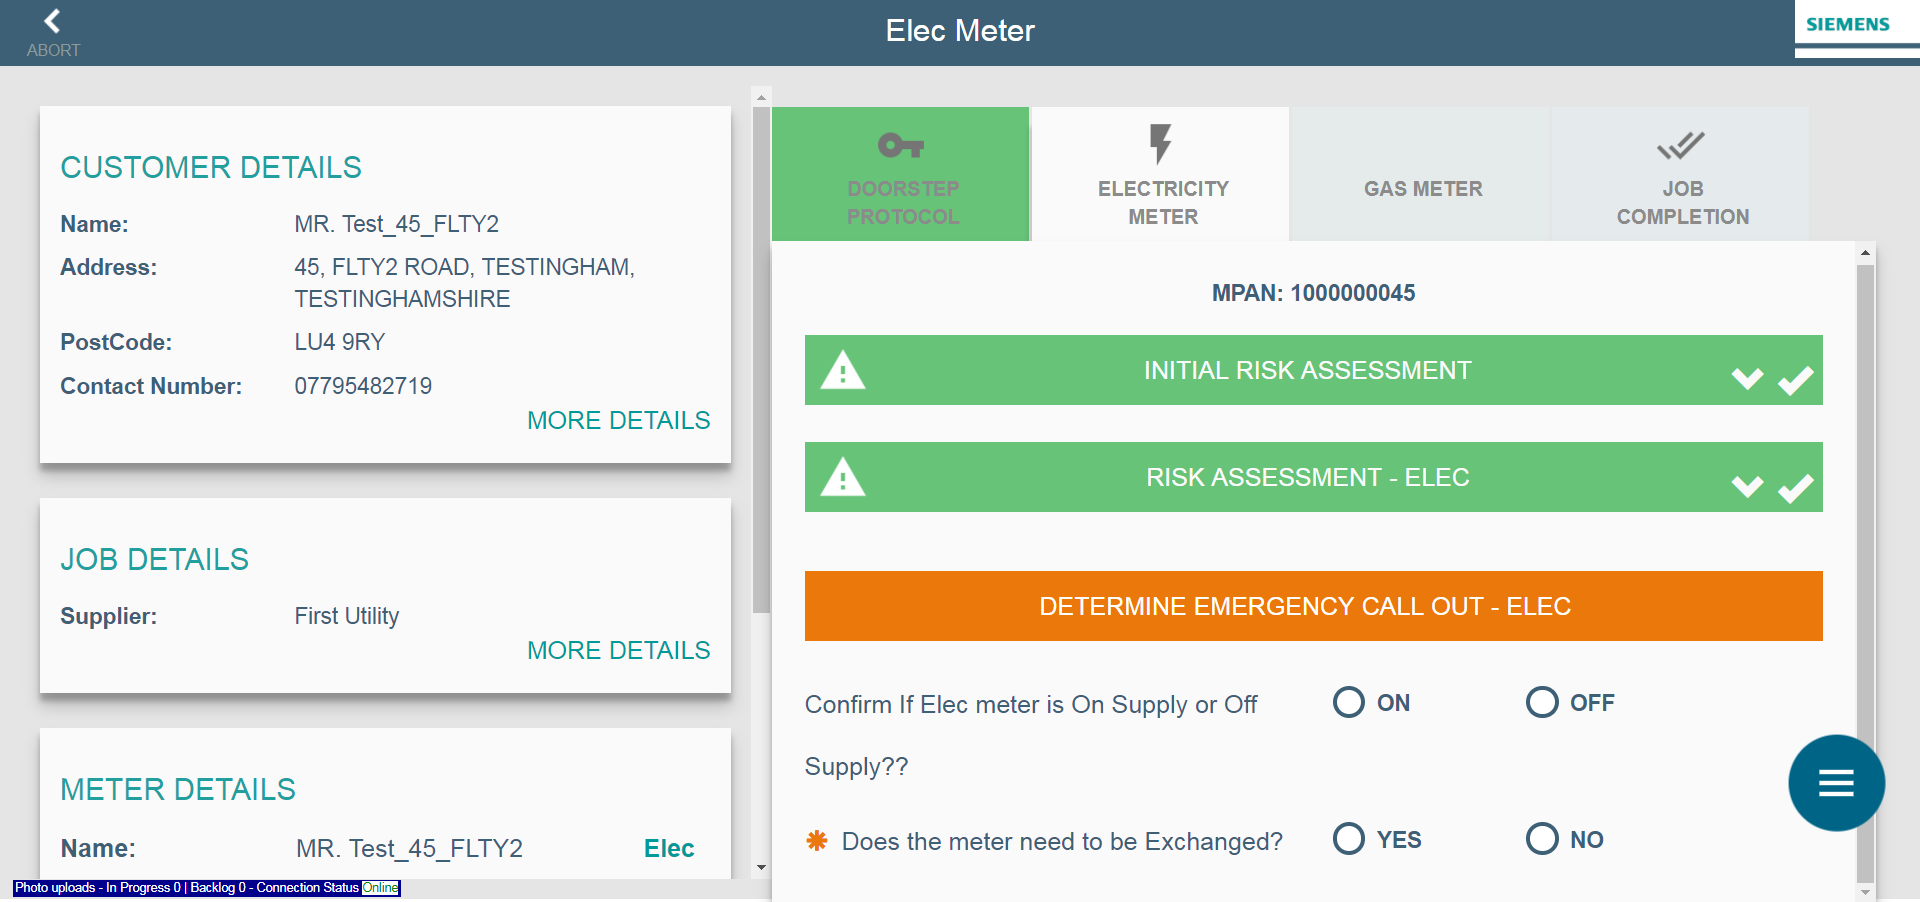 ABORT
Elec Meter
SIEMENS
CUSTOMER DETAILS
Name: MR. Test_45_FLTY2
Address: 45, FLTY2 ROAD, TESTINGHAM,
TESTINGHAMSHIRE
PostCode: LU4 9RY
Contact Number: 07795482719
MORE DETAILS
JOB DETAILS
Supplier: First Utility
MORE DETAILS
METER DETAILS
Name: MR. Test_45_FLTY2 Elec
Photo uploads - In Progress 0 | Backlog 0 - Connection Status Online
DOORSTEP
PROTOCOL
ELECTRICITY
METER
GAS METER
JOB
COMPLETION
MPAN: 1000000045
INITIAL RISK ASSESSMENT
RISK ASSESSMENT - ELEC
DETERMINE EMERGENCY CALL OUT - ELEC
Confirm If Elec meter is On Supply or Off ON OFF
Supply??
Does the meter need to be Exchanged? YES NO